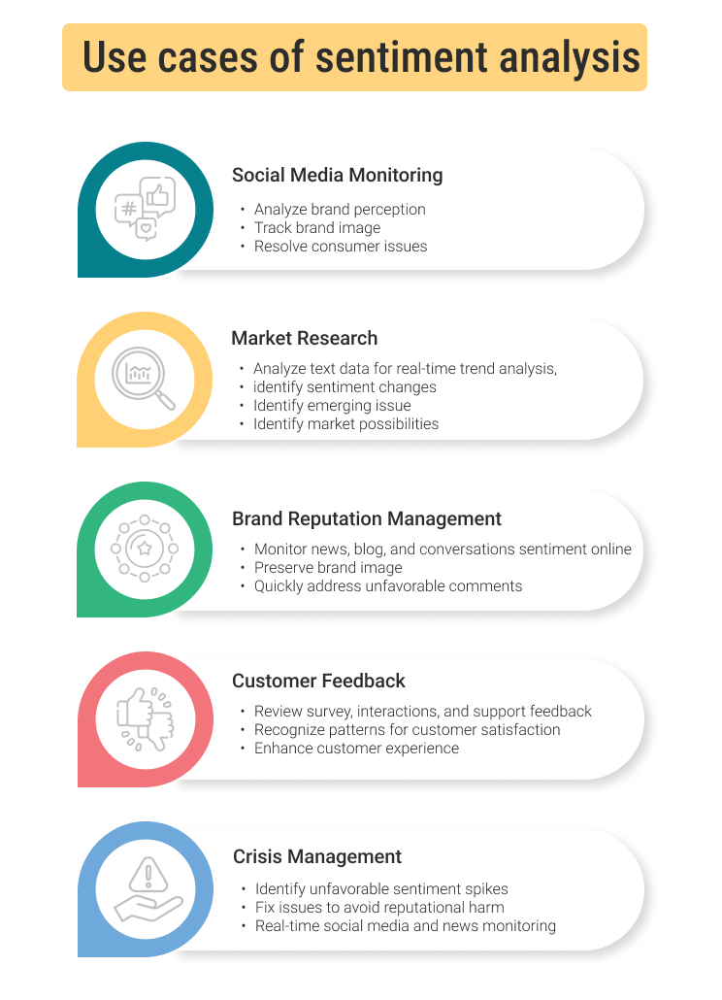 Use cases of sentiment analysis
Social Media Monitoring
• Analyze brand perception
• Track brand image
• Resolve consumer issues
#
Market Research
• Analyze text data for real-time trend analysis,
• identify sentiment changes
• Identify emerging issue
• Identify market possibilities
Brand Reputation Management
• Monitor news, blog, and conversations sentiment online
• Preserve brand image
• Quickly address unfavorable comments
Customer Feedback
• Review survey, interactions, and support feedback
• Recognize patterns for customer satisfaction
• Enhance customer experience
Crisis Management
• Identify unfavorable sentiment spikes
• Fix issues to avoid reputational harm
• Real-time social media and news monitoring